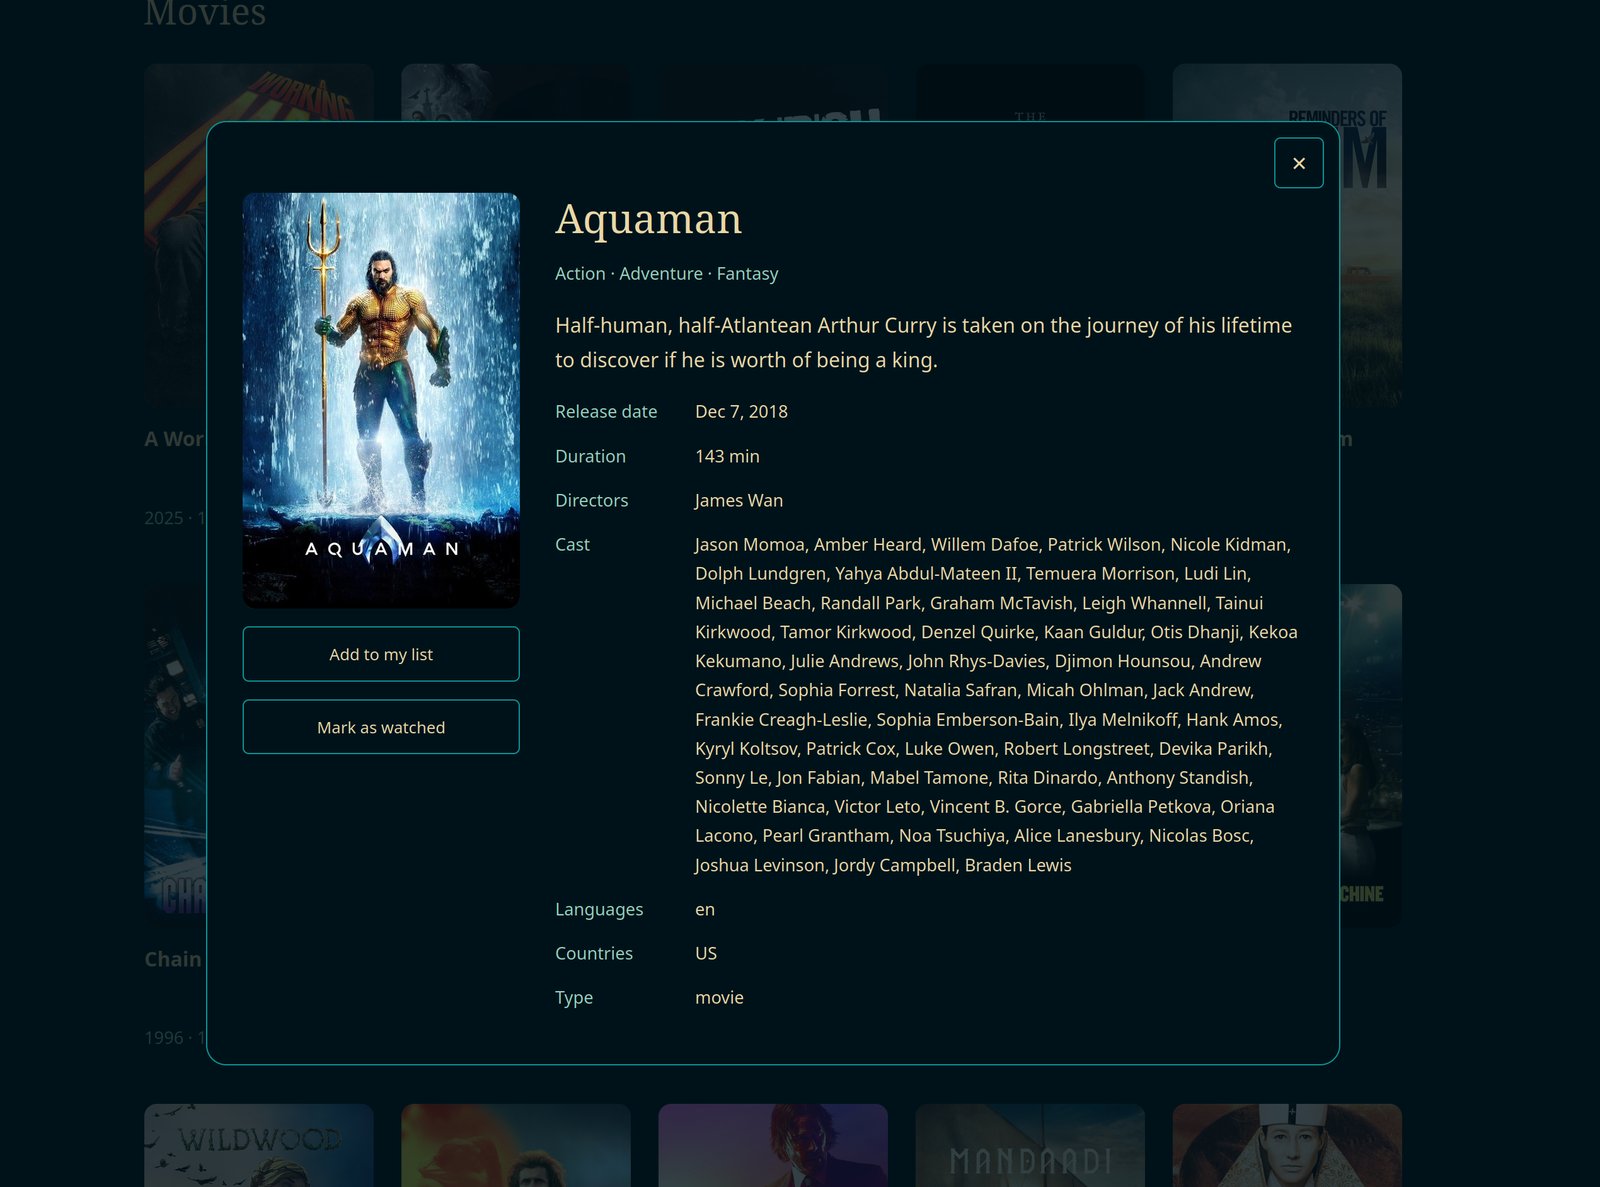 Movies
A WORKING
THE
REMINDERS OF
M
×
AQUAMAN
Aquaman
Action · Adventure · Fantasy
Half-human, half-Atlantean Arthur Curry is taken on the journey of his lifetime
to discover if he is worth of being a king.
Release date Dec 7, 2018
Duration 143 min
Directors James Wan
Cast Jason Momoa, Amber Heard, Willem Dafoe, Patrick Wilson, Nicole Kidman,
Dolph Lundgren, Yahya Abdul-Mateen II, Temuera Morrison, Ludi Lin,
Michael Beach, Randall Park, Graham McTavish, Leigh Whannell, Tainui
Kirkwood, Tamor Kirkwood, Denzel Quirke, Kaan Guldur, Otis Dhanji, Kekoa
Kekumano, Julie Andrews, John Rhys-Davies, Djimon Hounsou, Andrew
Crawford, Sophia Forrest, Natalia Safran, Micah Ohlman, Jack Andrew,
Frankie Creagh-Leslie, Sophia Emberson-Bain, Ilya Melnikoff, Hank Amos,
Kyryl Koltsov, Patrick Cox, Luke Owen, Robert Longstreet, Devika Parikh,
Sonny Le, Jon Fabian, Mabel Tamone, Rita Dinardo, Anthony Standish,
Nicolette Bianca, Victor Leto, Vincent B. Gorce, Gabriella Petkova, Oriana
Lacono, Pearl Grantham, Noa Tsuchiya, Alice Lanesbury, Nicolas Bosc,
Joshua Levinson, Jordy Campbell, Braden Lewis
Languages en
Countries US
Type movie
Add to my list
Mark as watched
A Wor
m
2025 · 1
CHA
CHINE
Chain
1996 · 1
WILDWOOD
MANDAADI